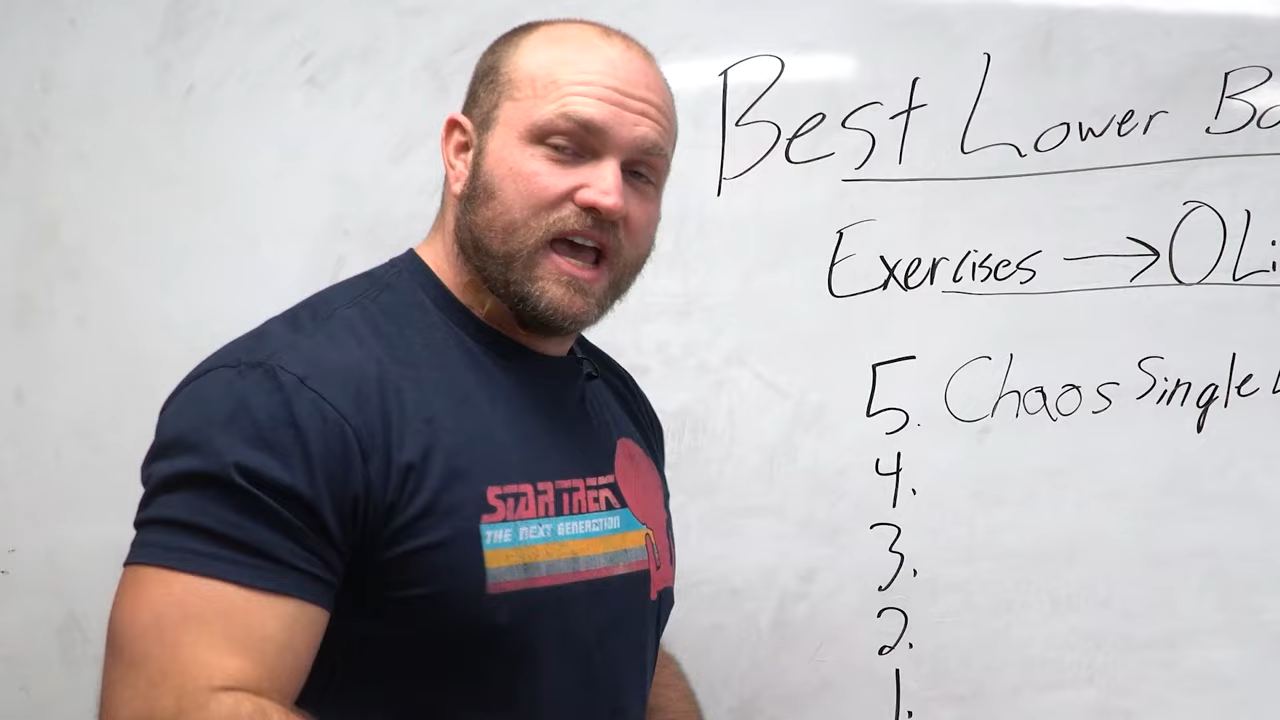 Best Lower Bo
Exercises → OLi
5. Chaos Single L
4.
3.
2.
1.
STAR TREK
THE NEXT GENERATION